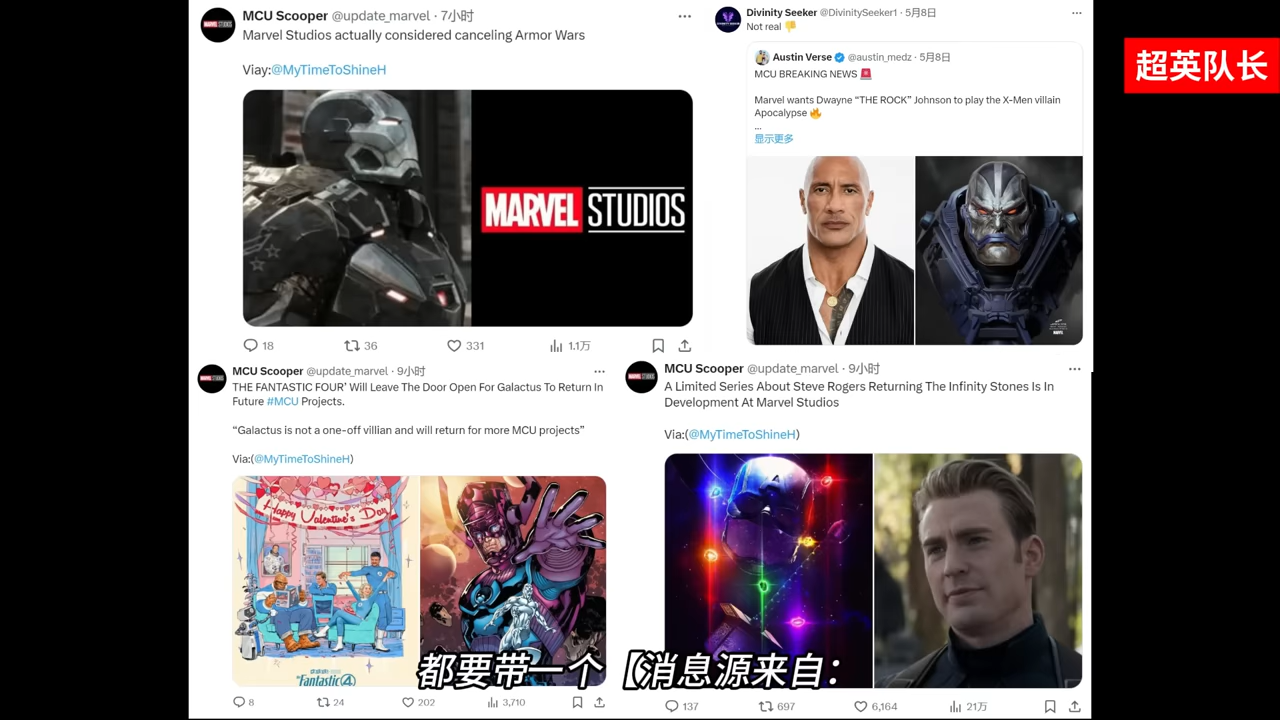 MCU Scooper @update_marvel · 7小时
Marvel Studios actually considered canceling Armor Wars
Viay:@MyTimeToShineH
MARVEL STUDIOS
18 36 331 1.1万
Divinity Seeker @DivinitySeeker1 · 5月8日
Not real 👎
Austin Verse @austin_medz · 5月8日
MCU BREAKING NEWS 🚨
Marvel wants Dwayne “THE ROCK” Johnson to play the X-Men villain
Apocalypse 🔥
...
显示更多
超英队长
MCU Scooper @update_marvel · 9小时
THE FANTASTIC FOUR’ Will Leave The Door Open For Galactus To Return In
Future #MCU Projects.
“Galactus is not a one-off villian and will return for more MCU projects”
Via:(@MyTimeToShineH)
Happy Valentine's Day
Fantastic 4
8 24 202 3,710
MCU Scooper @update_marvel · 9小时
A Limited Series About Steve Rogers Returning The Infinity Stones Is In
Development At Marvel Studios
Via:(@MyTimeToShineH)
137 697 6,164 21万
都要带一个【消息源来自：